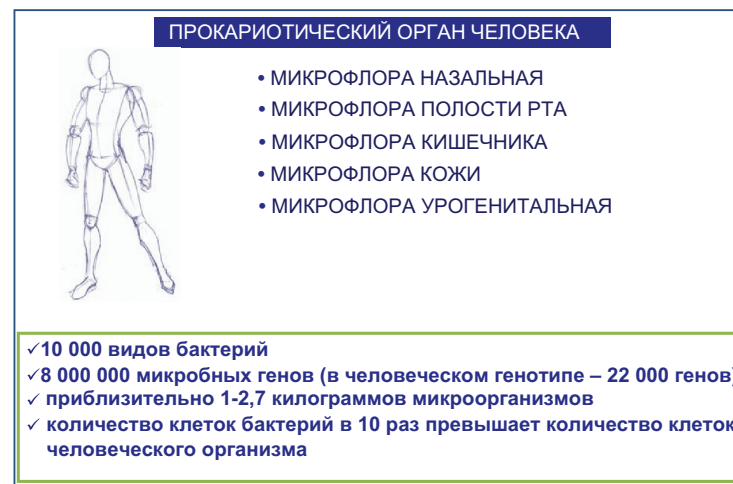 ПРОКАРИОТИЧЕСКИЙ ОРГАН ЧЕЛОВЕКА
• МИКРОФЛОРА НАЗАЛЬНАЯ
• МИКРОФЛОРА ПОЛОСТИ РТА
• МИКРОФЛОРА КИШЕЧНИКА
• МИКРОФЛОРА КОЖИ
• МИКРОФЛОРА УРОГЕНИТАЛЬНАЯ
✓10 000 видов бактерий
✓8 000 000 микробных генов (в человеческом генотипе – 22 000 генов)
✓ приблизительно 1-2,7 килограммов микроорганизмов
✓ количество клеток бактерий в 10 раз превышает количество клеток
человеческого организма